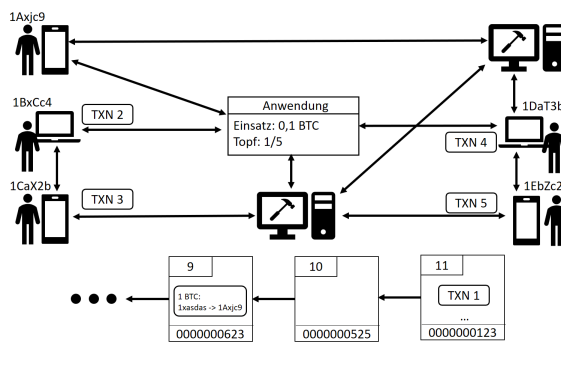 1Axjc9
1BxCc4
TXN 2
Anwendung
Einsatz: 0,1 BTC
Topf: 1/5
1DaT3b
TXN 4
1CaX2b
TXN 3
TXN 5
1EbZc2
9
10
11
1 BTC:
1xasdas -> 1Axjc9
TXN 1
...
0000000623
0000000525
0000000123